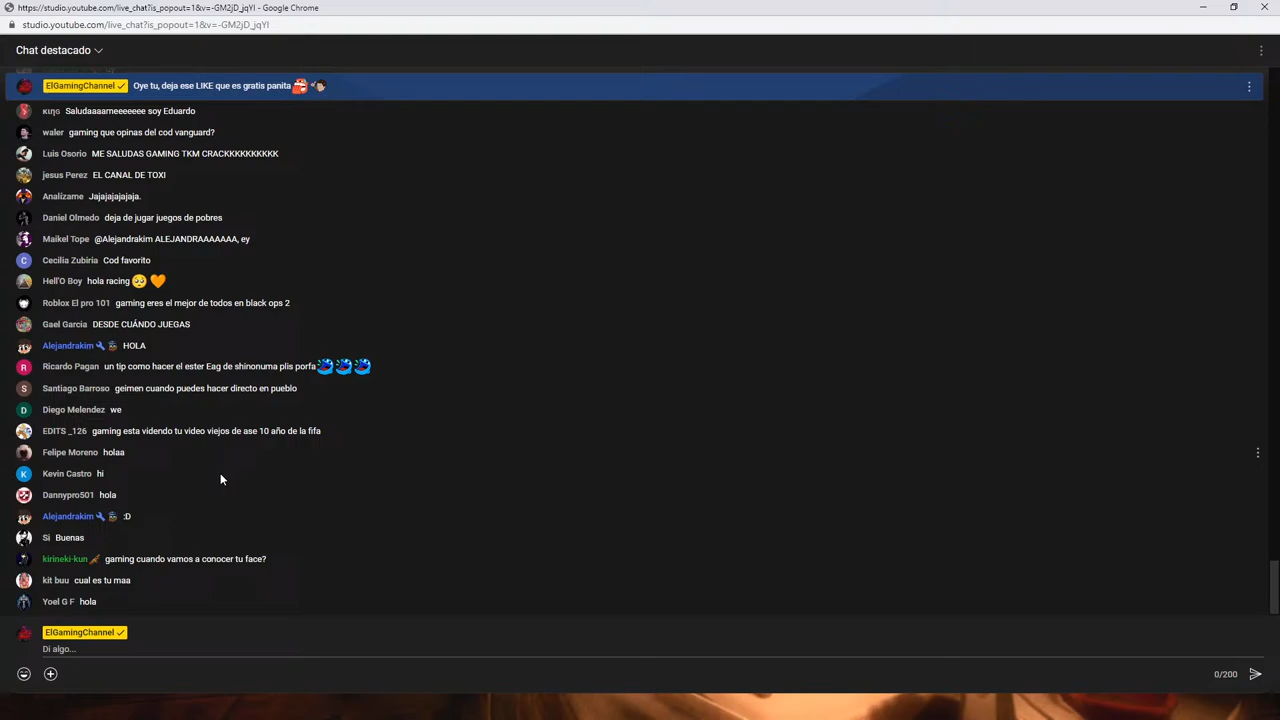 https://studio.youtube.com/live_chat?is_popout=1&v=-GM2jD_jqYI - Google Chrome
studio.youtube.com/live_chat?is_popout=1&v=-GM2jD_jqYI
Chat destacado
ElGamingChannel Oye tu, deja ese LIKE que es gratis panita
кιηg Saludaaaameeeeeee soy Eduardo
waler gaming que opinas del cod vanguard?
Luis Osorio ME SALUDAS GAMING TKM CRACKKKKKKKKKK
jesus Perez EL CANAL DE TOXI
Analízame Jajajajajajaja.
Daniel Olmedo deja de jugar juegos de pobres
Maikel Tope @Alejandrakim ALEJANDRAAAAAAA, ey
Cecilia Zubiria Cod favorito
Hell'O Boy hola racing
Roblox El pro 101 gaming eres el mejor de todos en black ops 2
Gael Garcia DESDE CUÁNDO JUEGAS
Alejandrakim HOLA
Ricardo Pagan un tip como hacer el ester Eag de shinonuma plis porfa
Santiago Barroso geimen cuando puedes hacer directo en pueblo
Diego Melendez we
EDITS _126 gaming esta videndo tu video viejos de ase 10 año de la fifa
Felipe Moreno holaa
Kevin Castro hi
Dannypro501 hola
Alejandrakim :D
Si Buenas
kirineki-kun gaming cuando vamos a conocer tu face?
kit buu cual es tu maa
Yoel G F hola
ElGamingChannel
Di algo...
0/200